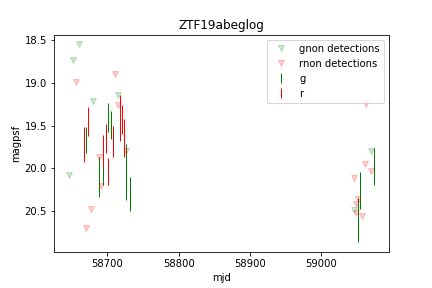 ZTF19abeglog
18.5
19.0
19.5
20.0
20.5
magpsf
58700
58800
58900
59000
mjd
gnon detections
rnon detections
g
r